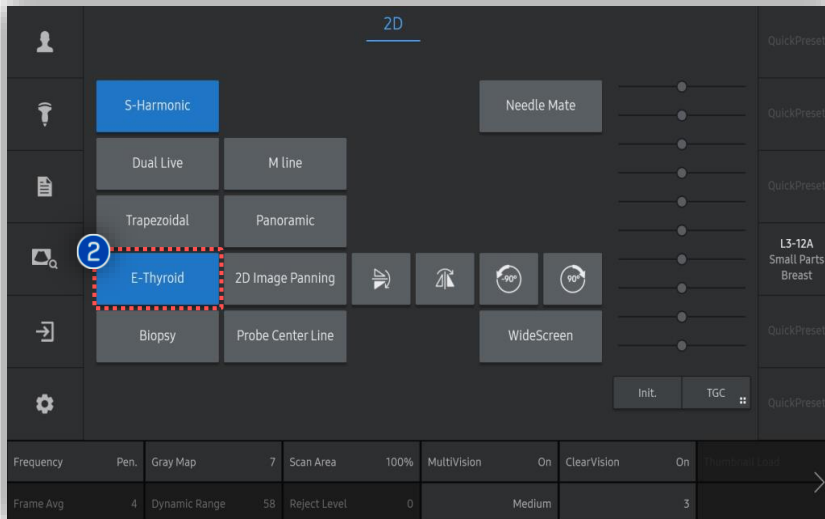 2D
QuickPreset
S-Harmonic
Needle Mate
QuickPreset
Dual Live
M line
QuickPreset
Trapezoidal
Panoramic
2
L3-12A
Small Parts
Breast
E-Thyroid
2D Image Panning
-90°
90°
Biopsy
Probe Center Line
WideScreen
QuickPreset
Init.
TGC
QuickPreset
Frequency Pen. Gray Map 7 Scan Area 100% MultiVision On ClearVision On Thumbnail Load
Frame Avg 4 Dynamic Range 58 Reject Level 0 Medium 3